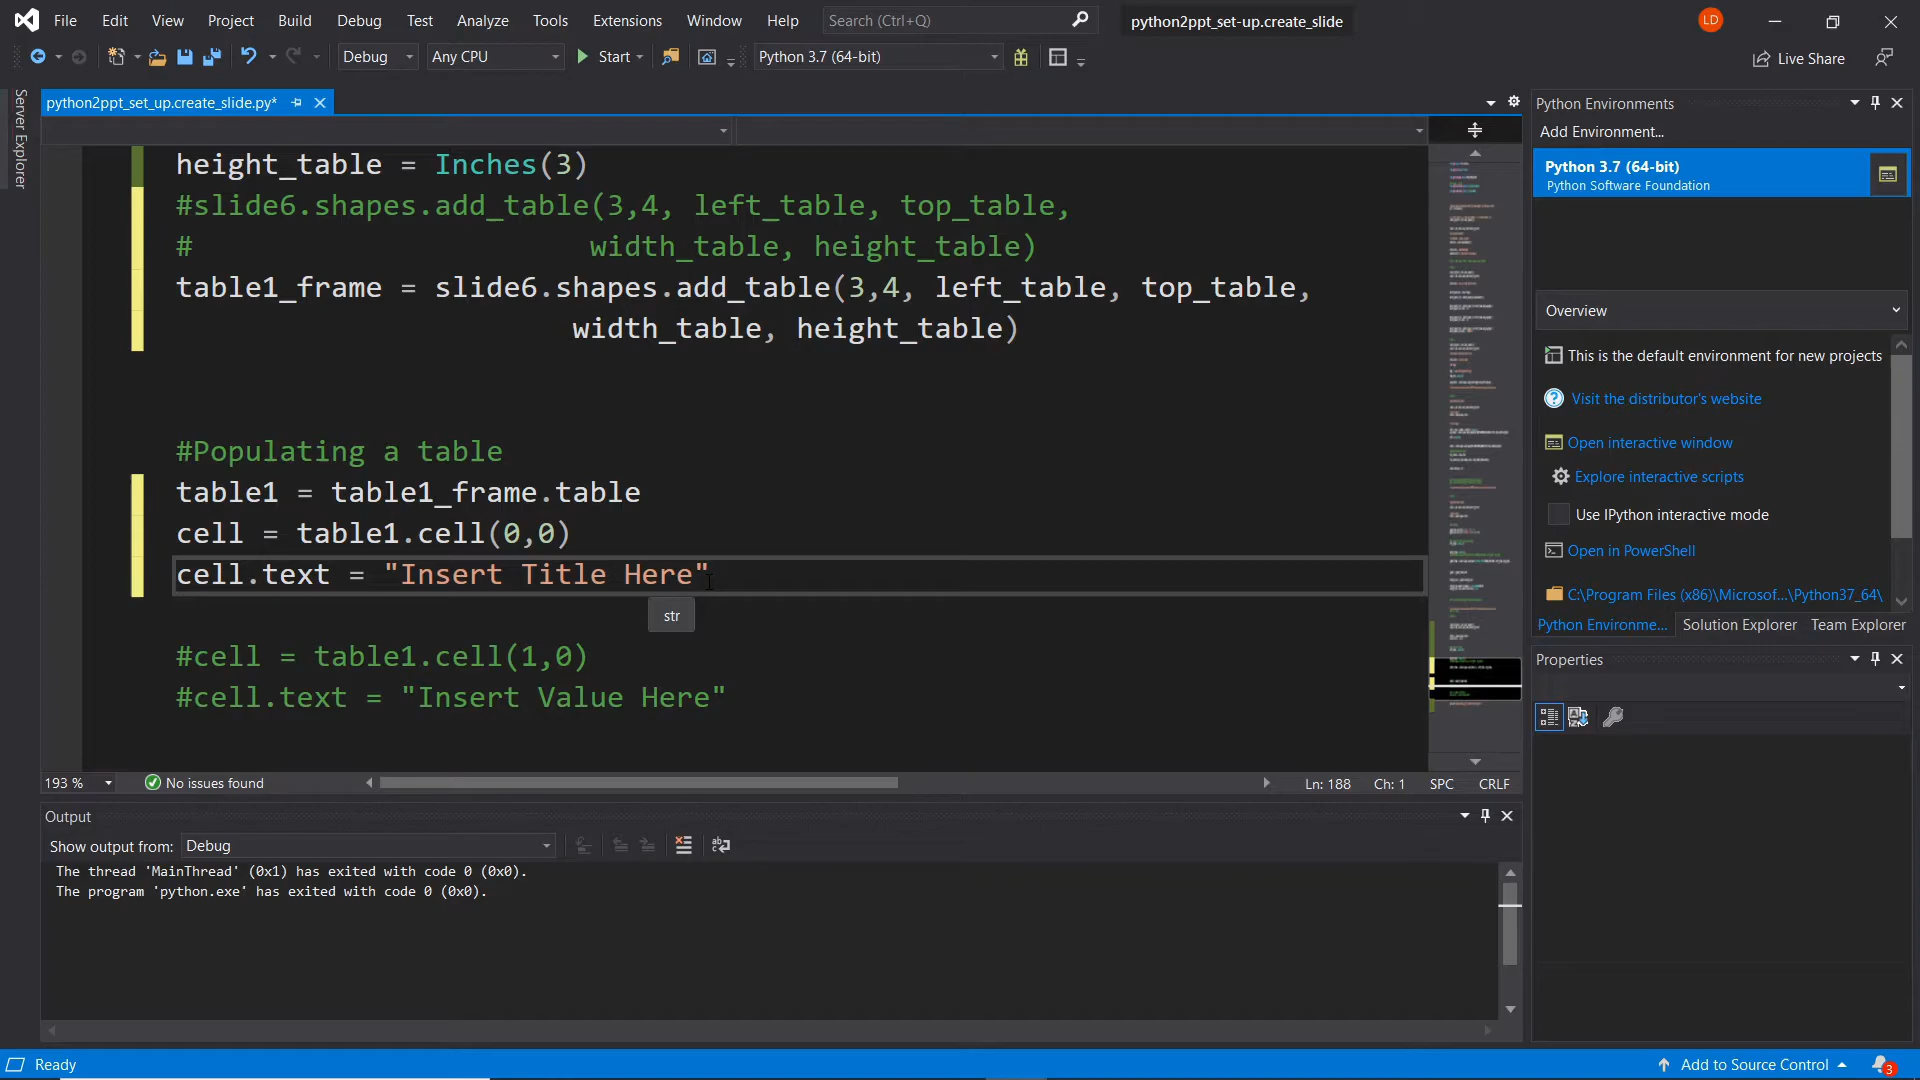 File Edit View Project Build Debug Test Analyze Tools Extensions Window Help Search (Ctrl+Q) python2ppt_set-up.create_slide LD
Debug Any CPU Start Python 3.7 (64-bit) Live Share
Server Explorer
python2ppt_set_up.create_slide.py*
height_table = Inches(3)
#slide6.shapes.add_table(3,4, left_table, top_table,
# width_table, height_table)
table1_frame = slide6.shapes.add_table(3,4, left_table, top_table,
width_table, height_table)
#Populating a table
table1 = table1_frame.table
cell = table1.cell(0,0)
cell.text = "Insert Title Here"
str
#cell = table1.cell(1,0)
#cell.text = "Insert Value Here"
193 % No issues found Ln: 188 Ch: 1 SPC CRLF
Output
Show output from: Debug
The thread 'MainThread' (0x1) has exited with code 0 (0x0).
The program 'python.exe' has exited with code 0 (0x0).
Python Environments
Add Environment...
Python 3.7 (64-bit)
Python Software Foundation
Overview
This is the default environment for new projects
Visit the distributor's website
Open interactive window
Explore interactive scripts
Use IPython interactive mode
Open in PowerShell
C:\Program Files (x86)\Microsof...\Python37_64\
Python Environme... Solution Explorer Team Explorer
Properties
Ready Add to Source Control 3